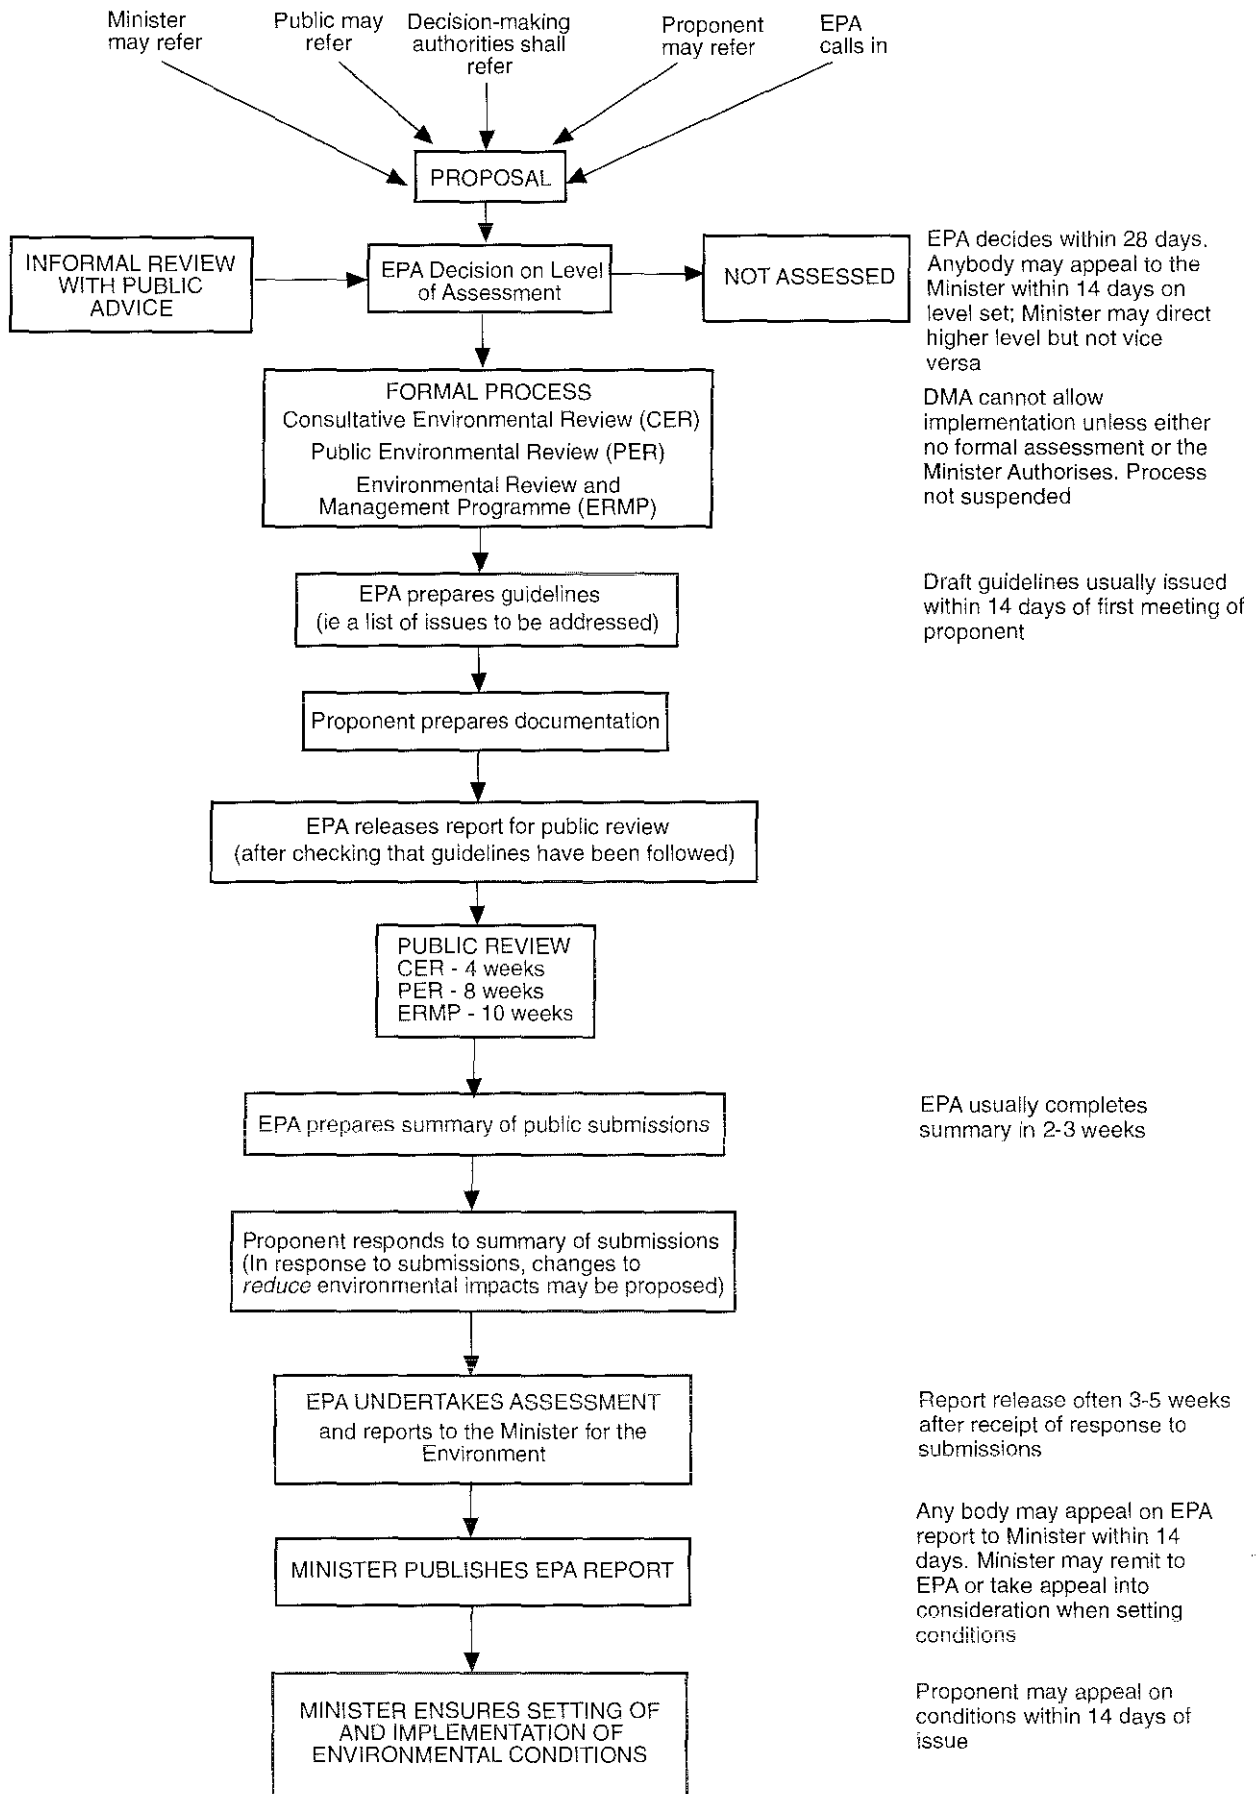 Minister
may refer
Public may
refer
Decision-making
authorities shall
refer
Proponent
may refer
EPA
calls in
PROPOSAL
INFORMAL REVIEW
WITH PUBLIC
ADVICE
EPA Decision on Level
of Assessment
NOT ASSESSED
EPA decides within 28 days.
Anybody may appeal to the
Minister within 14 days on
level set; Minister may direct
higher level but not vice
versa
FORMAL PROCESS
Consultative Environmental Review (CER)
Public Environmental Review (PER)
Environmental Review and
Management Programme (ERMP)
DMA cannot allow
implementation unless either
no formal assessment or the
Minister Authorises. Process
not suspended
EPA prepares guidelines
(ie a list of issues to be addressed)
Draft guidelines usually issued
within 14 days of first meeting of
proponent
Proponent prepares documentation
EPA releases report for public review
(after checking that guidelines have been followed)
PUBLIC REVIEW
CER - 4 weeks
PER - 8 weeks
ERMP - 10 weeks
EPA prepares summary of public submissions
EPA usually completes
summary in 2-3 weeks
Proponent responds to summary of submissions
(In response to submissions, changes to
reduce environmental impacts may be proposed)
EPA UNDERTAKES ASSESSMENT
and reports to the Minister for the
Environment
Report release often 3-5 weeks
after receipt of response to
submissions
MINISTER PUBLISHES EPA REPORT
Any body may appeal on EPA
report to Minister within 14
days. Minister may remit to
EPA or take appeal into
consideration when setting
conditions
MINISTER ENSURES SETTING OF
AND IMPLEMENTATION OF
ENVIRONMENTAL CONDITIONS
Proponent may appeal on
conditions within 14 days of
issue